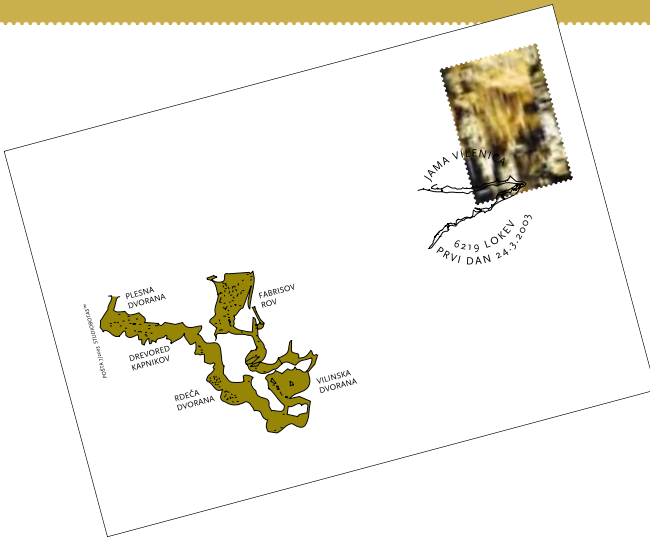 JAMA VILENICA
6219 LOKEV
PRVI DAN 24.3.2003
PLESNA
DVORANA
FABRISOV
ROV
DREVORED
KAPNIKOV
RDEČA
DVORANA
VILINSKA
DVORANA